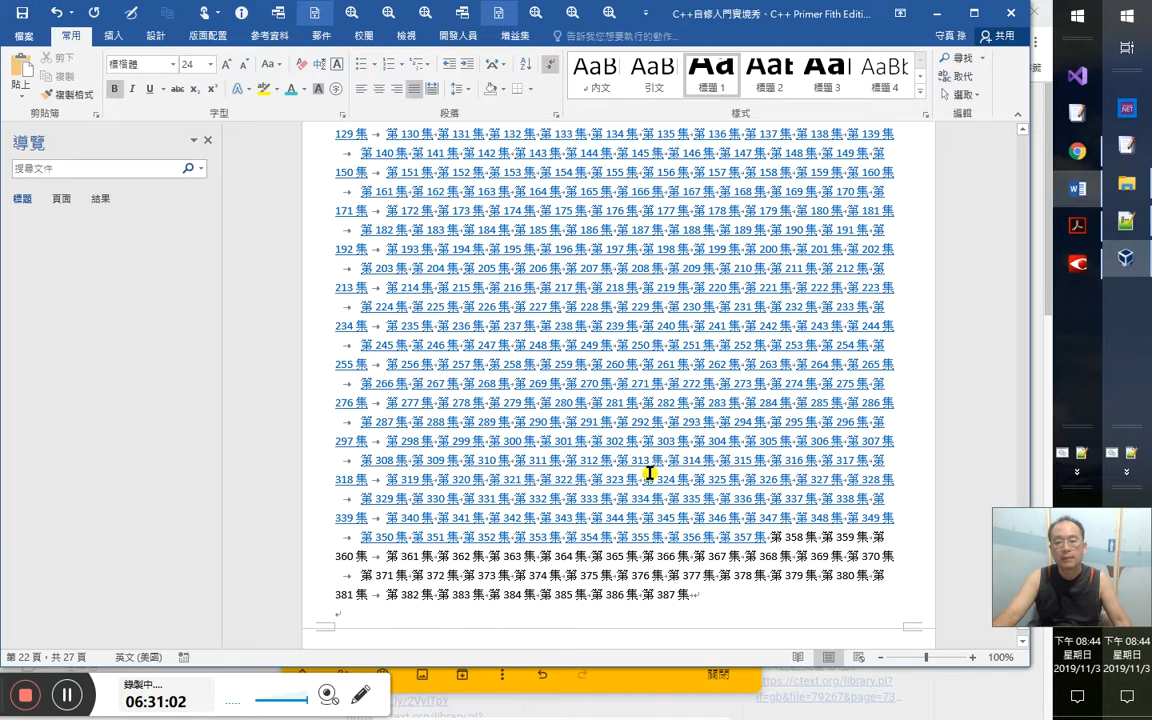 C++自修入門實境秀、C++ Primer Fith Editi...
檔案 常用 插入 設計 版面配置 參考資料 郵件 校閱 檢視 開發人員 增益集 告訴我您想要執行的動作... 守真 孫 共用
貼上 剪下 複製 複製格式
標楷體 24
AaB AaB Aa AaB AaB AaBb
內文 引文 標題 1 標題 2 標題 3 標題 4
尋找 取代 選取
剪貼簿 字型 段落 樣式 編輯
導覽
搜尋文件
標題 頁面 結果
129 集 → 第 130 集 第 131 集 第 132 集 第 133 集 第 134 集 第 135 集 第 136 集 第 137 集 第 138 集 第 139 集
→ 第 140 集 第 141 集 第 142 集 第 143 集 第 144 集 第 145 集 第 146 集 第 147 集 第 148 集 第 149 集 第
150 集 → 第 151 集 第 152 集 第 153 集 第 154 集 第 155 集 第 156 集 第 157 集 第 158 集 第 159 集 第 160 集
→ 第 161 集 第 162 集 第 163 集 第 164 集 第 165 集 第 166 集 第 167 集 第 168 集 第 169 集 第 170 集 第
171 集 → 第 172 集 第 173 集 第 174 集 第 175 集 第 176 集 第 177 集 第 178 集 第 179 集 第 180 集 第 181 集
→ 第 182 集 第 183 集 第 184 集 第 185 集 第 186 集 第 187 集 第 188 集 第 189 集 第 190 集 第 191 集 第
192 集 → 第 193 集 第 194 集 第 195 集 第 196 集 第 197 集 第 198 集 第 199 集 第 200 集 第 201 集 第 202 集
→ 第 203 集 第 204 集 第 205 集 第 206 集 第 207 集 第 208 集 第 209 集 第 210 集 第 211 集 第 212 集 第
213 集 → 第 214 集 第 215 集 第 216 集 第 217 集 第 218 集 第 219 集 第 220 集 第 221 集 第 222 集 第 223 集
→ 第 224 集 第 225 集 第 226 集 第 227 集 第 228 集 第 229 集 第 230 集 第 231 集 第 232 集 第 233 集 第
234 集 → 第 235 集 第 236 集 第 237 集 第 238 集 第 239 集 第 240 集 第 241 集 第 242 集 第 243 集 第 244 集
→ 第 245 集 第 246 集 第 247 集 第 248 集 第 249 集 第 250 集 第 251 集 第 252 集 第 253 集 第 254 集 第
255 集 → 第 256 集 第 257 集 第 258 集 第 259 集 第 260 集 第 261 集 第 262 集 第 263 集 第 264 集 第 265 集
→ 第 266 集 第 267 集 第 268 集 第 269 集 第 270 集 第 271 集 第 272 集 第 273 集 第 274 集 第 275 集 第
276 集 → 第 277 集 第 278 集 第 279 集 第 280 集 第 281 集 第 282 集 第 283 集 第 284 集 第 285 集 第 286 集
→ 第 287 集 第 288 集 第 289 集 第 290 集 第 291 集 第 292 集 第 293 集 第 294 集 第 295 集 第 296 集 第
297 集 → 第 298 集 第 299 集 第 300 集 第 301 集 第 302 集 第 303 集 第 304 集 第 305 集 第 306 集 第 307 集
→ 第 308 集 第 309 集 第 310 集 第 311 集 第 312 集 第 313 集 第 314 集 第 315 集 第 316 集 第 317 集 第
318 集 → 第 319 集 第 320 集 第 321 集 第 322 集 第 323 集 第 324 集 第 325 集 第 326 集 第 327 集 第 328 集
→ 第 329 集 第 330 集 第 331 集 第 332 集 第 333 集 第 334 集 第 335 集 第 336 集 第 337 集 第 338 集 第
339 集 → 第 340 集 第 341 集 第 342 集 第 343 集 第 344 集 第 345 集 第 346 集 第 347 集 第 348 集 第 349 集
→ 第 350 集 第 351 集 第 352 集 第 353 集 第 354 集 第 355 集 第 356 集 第 357 集 第 358 集 第 359 集 第
360 集 → 第 361 集 第 362 集 第 363 集 第 364 集 第 365 集 第 366 集 第 367 集 第 368 集 第 369 集 第 370 集
→ 第 371 集 第 372 集 第 373 集 第 374 集 第 375 集 第 376 集 第 377 集 第 378 集 第 379 集 第 380 集 第
381 集 → 第 382 集 第 383 集 第 384 集 第 385 集 第 386 集 第 387 集
第 22 頁，共 27 頁 英文 (美國) 100%
錄製中...
06:31:02
關閉
https://ctext.org/library.pl?
if=gb&file=79267&page=73...
ly/2VylTpY
ctext.org/library.pl?
下午 08:44 下午 08:44
星期日 星期日
2019/11/3 2019/11/3